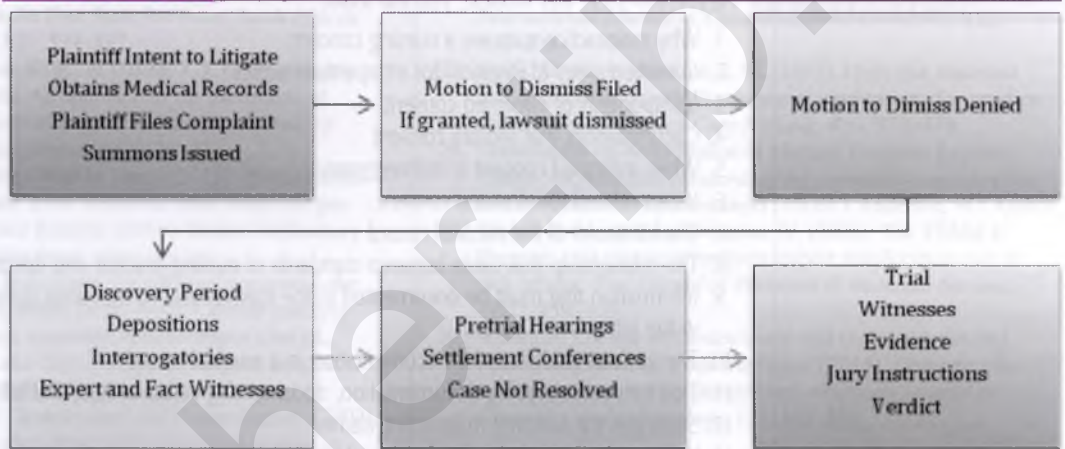 Plaintiff Intent to Litigate
Obtains Medical Records
Plaintiff Files Complaint
Summons Issued
Motion to Dismiss Filed
If granted, lawsuit dismissed
Motion to Dimiss Denied
Discovery Period
Depositions
Interrogatories
Expert and Fact Witnesses
Pretrial Hearings
Settlement Conferences
Case Not Resolved
Trial
Witnesses
Evidence
Jury Instructions
Verdict
her-lib.